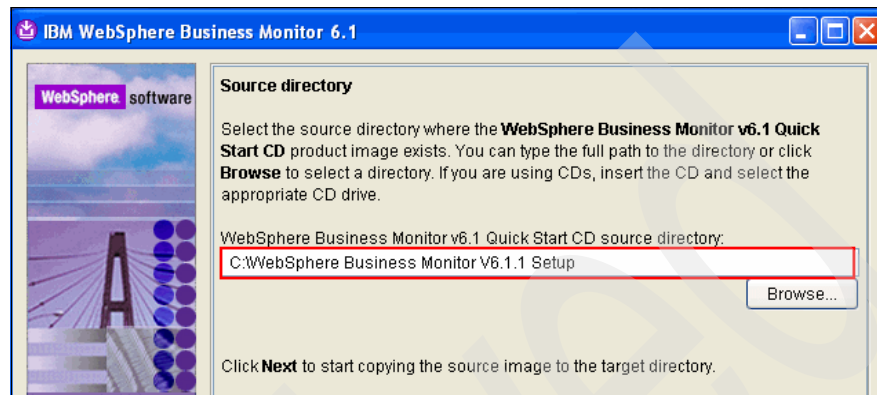 IBM WebSphere Business Monitor 6.1
WebSphere. software
Source directory
Select the source directory where the WebSphere Business Monitor v6.1 Quick
Start CD product image exists. You can type the full path to the directory or click
Browse to select a directory. If you are using CDs, insert the CD and select the
appropriate CD drive.
WebSphere Business Monitor v6.1 Quick Start CD source directory:
C:\WebSphere Business Monitor V6.1.1 Setup
Browse...
Click Next to start copying the source image to the target directory.